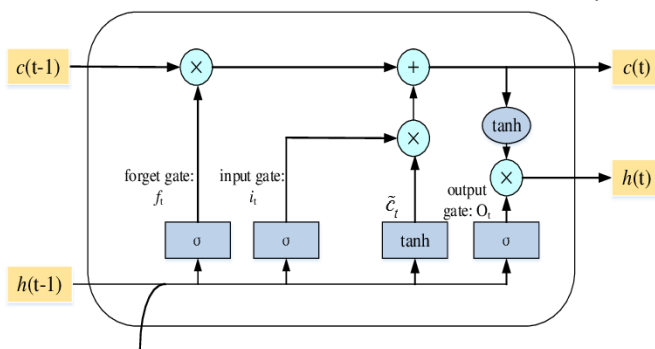 c(t-1)
×
+
c(t)
tanh
×
×
h(t)
forget gate:
f_t
input gate:
i_t
c̃_t
output
gate: O_t
σ
σ
tanh
σ
h(t-1)